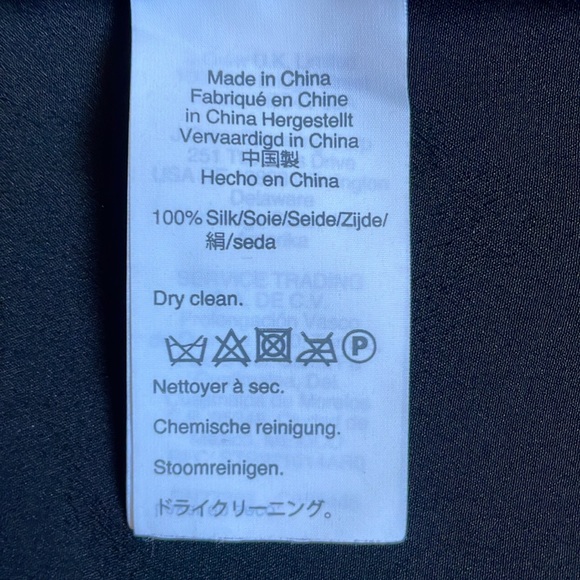 Made in China
Fabriqué en Chine
in China Hergestellt
Vervaardigd in China
中国製
Hecho en China
100% Silk/Soie/Seide/Zijde/
絹/seda
Dry clean.
P
Nettoyer à sec.
Chemische reinigung.
Stoomreinigen.
ドライクリーニング。